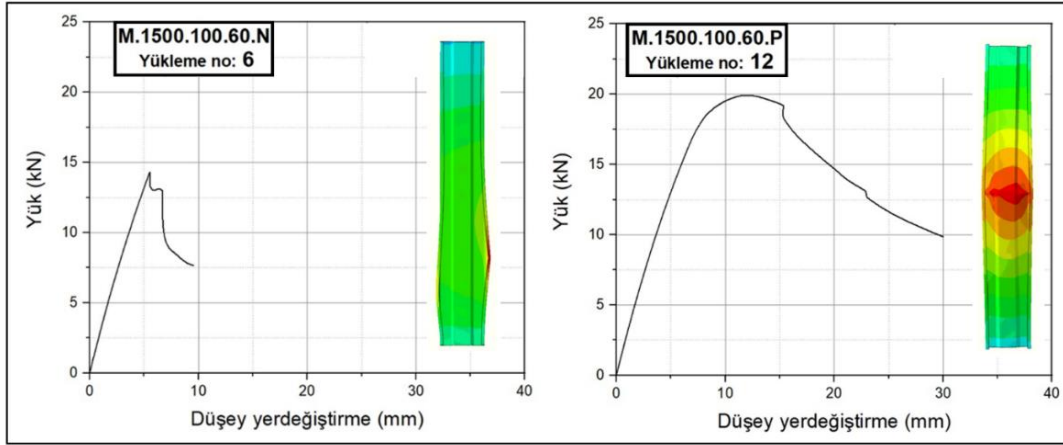 M.1500.100.60.N
Yükleme no: 6
25
20
15
10
5
0
Yük (kN)
0 10 20 30 40
Düşey yerdeğiştirme (mm)
M.1500.100.60.P
Yükleme no: 12
25
20
15
10
5
0
Yük (kN)
0 10 20 30 40
Düşey yerdeğiştirme (mm)